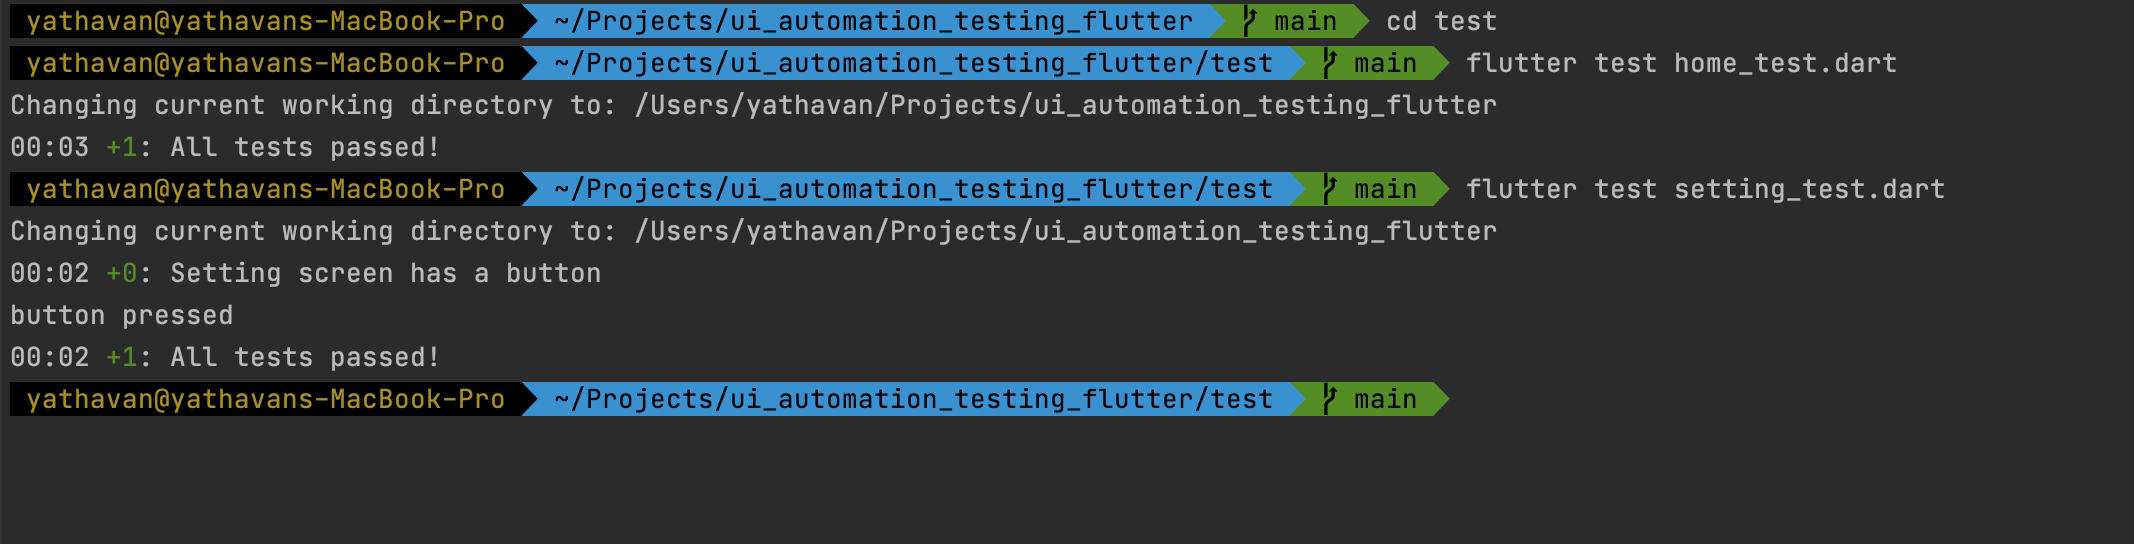 yathavan@yathavans-MacBook-Pro ~/Projects/ui_automation_testing_flutter main cd test
yathavan@yathavans-MacBook-Pro ~/Projects/ui_automation_testing_flutter/test main flutter test home_test.dart
Changing current working directory to: /Users/yathavan/Projects/ui_automation_testing_flutter
00:03 +1: All tests passed!
yathavan@yathavans-MacBook-Pro ~/Projects/ui_automation_testing_flutter/test main flutter test setting_test.dart
Changing current working directory to: /Users/yathavan/Projects/ui_automation_testing_flutter
00:02 +0: Setting screen has a button
button pressed
00:02 +1: All tests passed!
yathavan@yathavans-MacBook-Pro ~/Projects/ui_automation_testing_flutter/test main